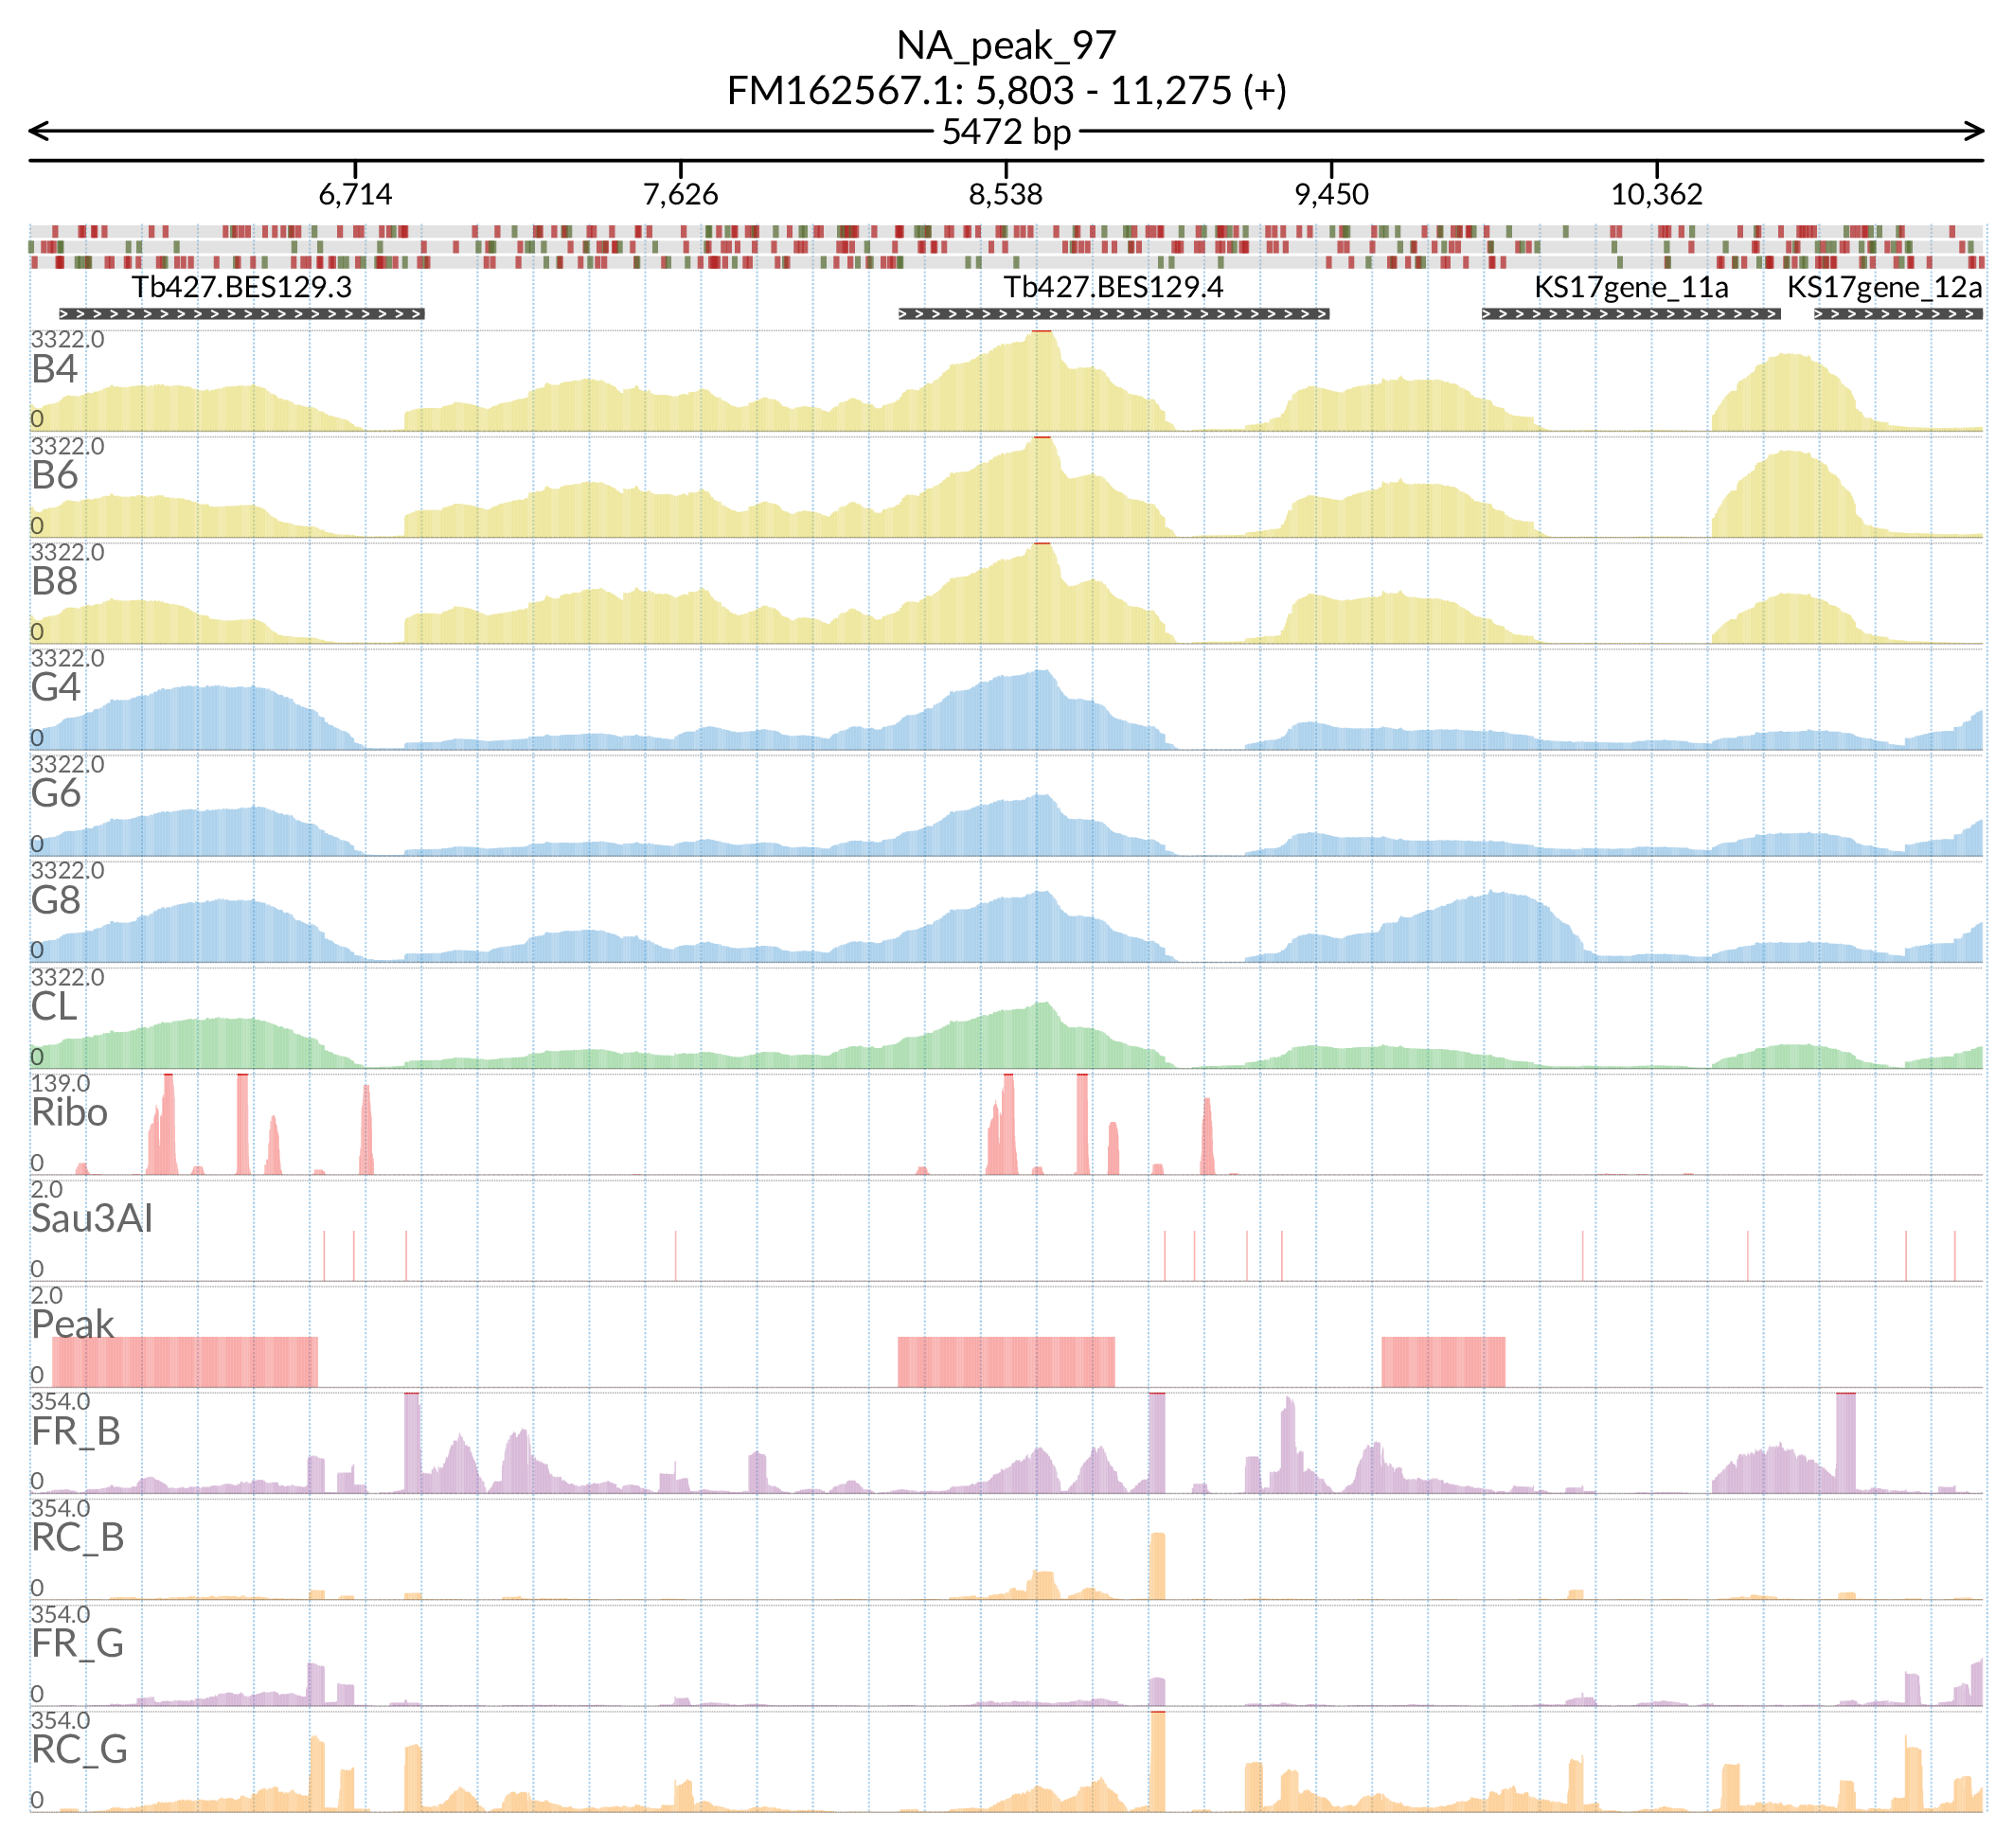 NA_peak_97
FM162567.1: 5,803 - 11,275 (+)
5472 bp
6,714 7,626 8,538 9,450 10,362
Tb427.BES129.3 Tb427.BES129.4 KS17gene_11a KS17gene_12a
3322.0
B4
0
3322.0
B6
0
3322.0
B8
0
3322.0
G4
0
3322.0
G6
0
3322.0
G8
0
3322.0
CL
0
139.0
Ribo
0
2.0
Sau3AI
0
2.0
Peak
0
354.0
FR_B
0
354.0
RC_B
0
354.0
FR_G
0
354.0
RC_G
0